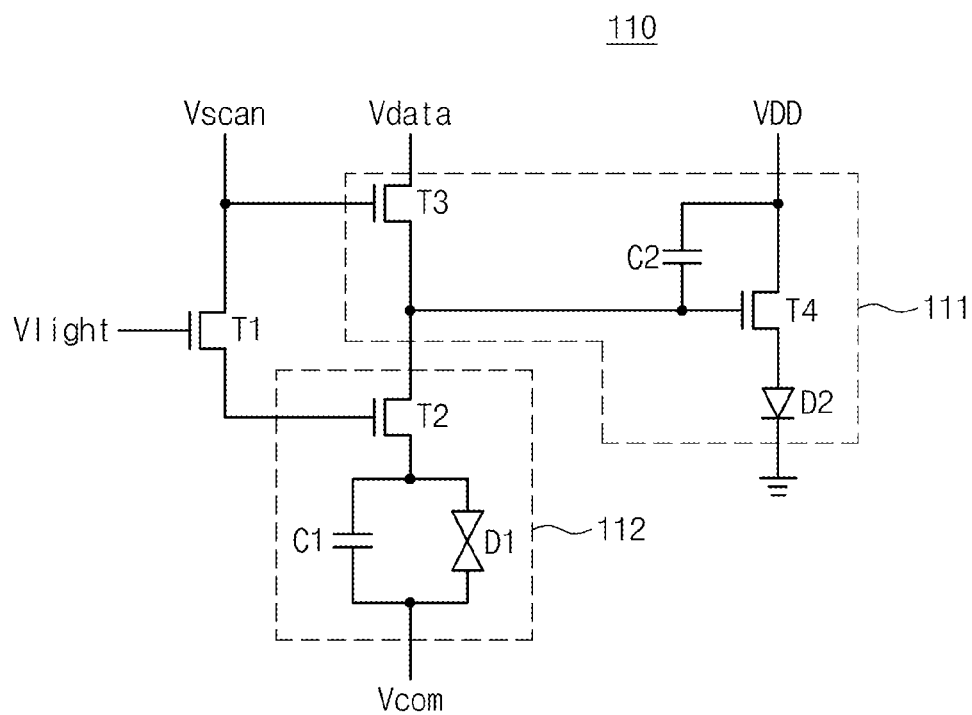 110
Vscan
Vdata
VDD
T3
C2
Vlight
T1
T4
111
T2
D2
C1
D1
112
Vcom